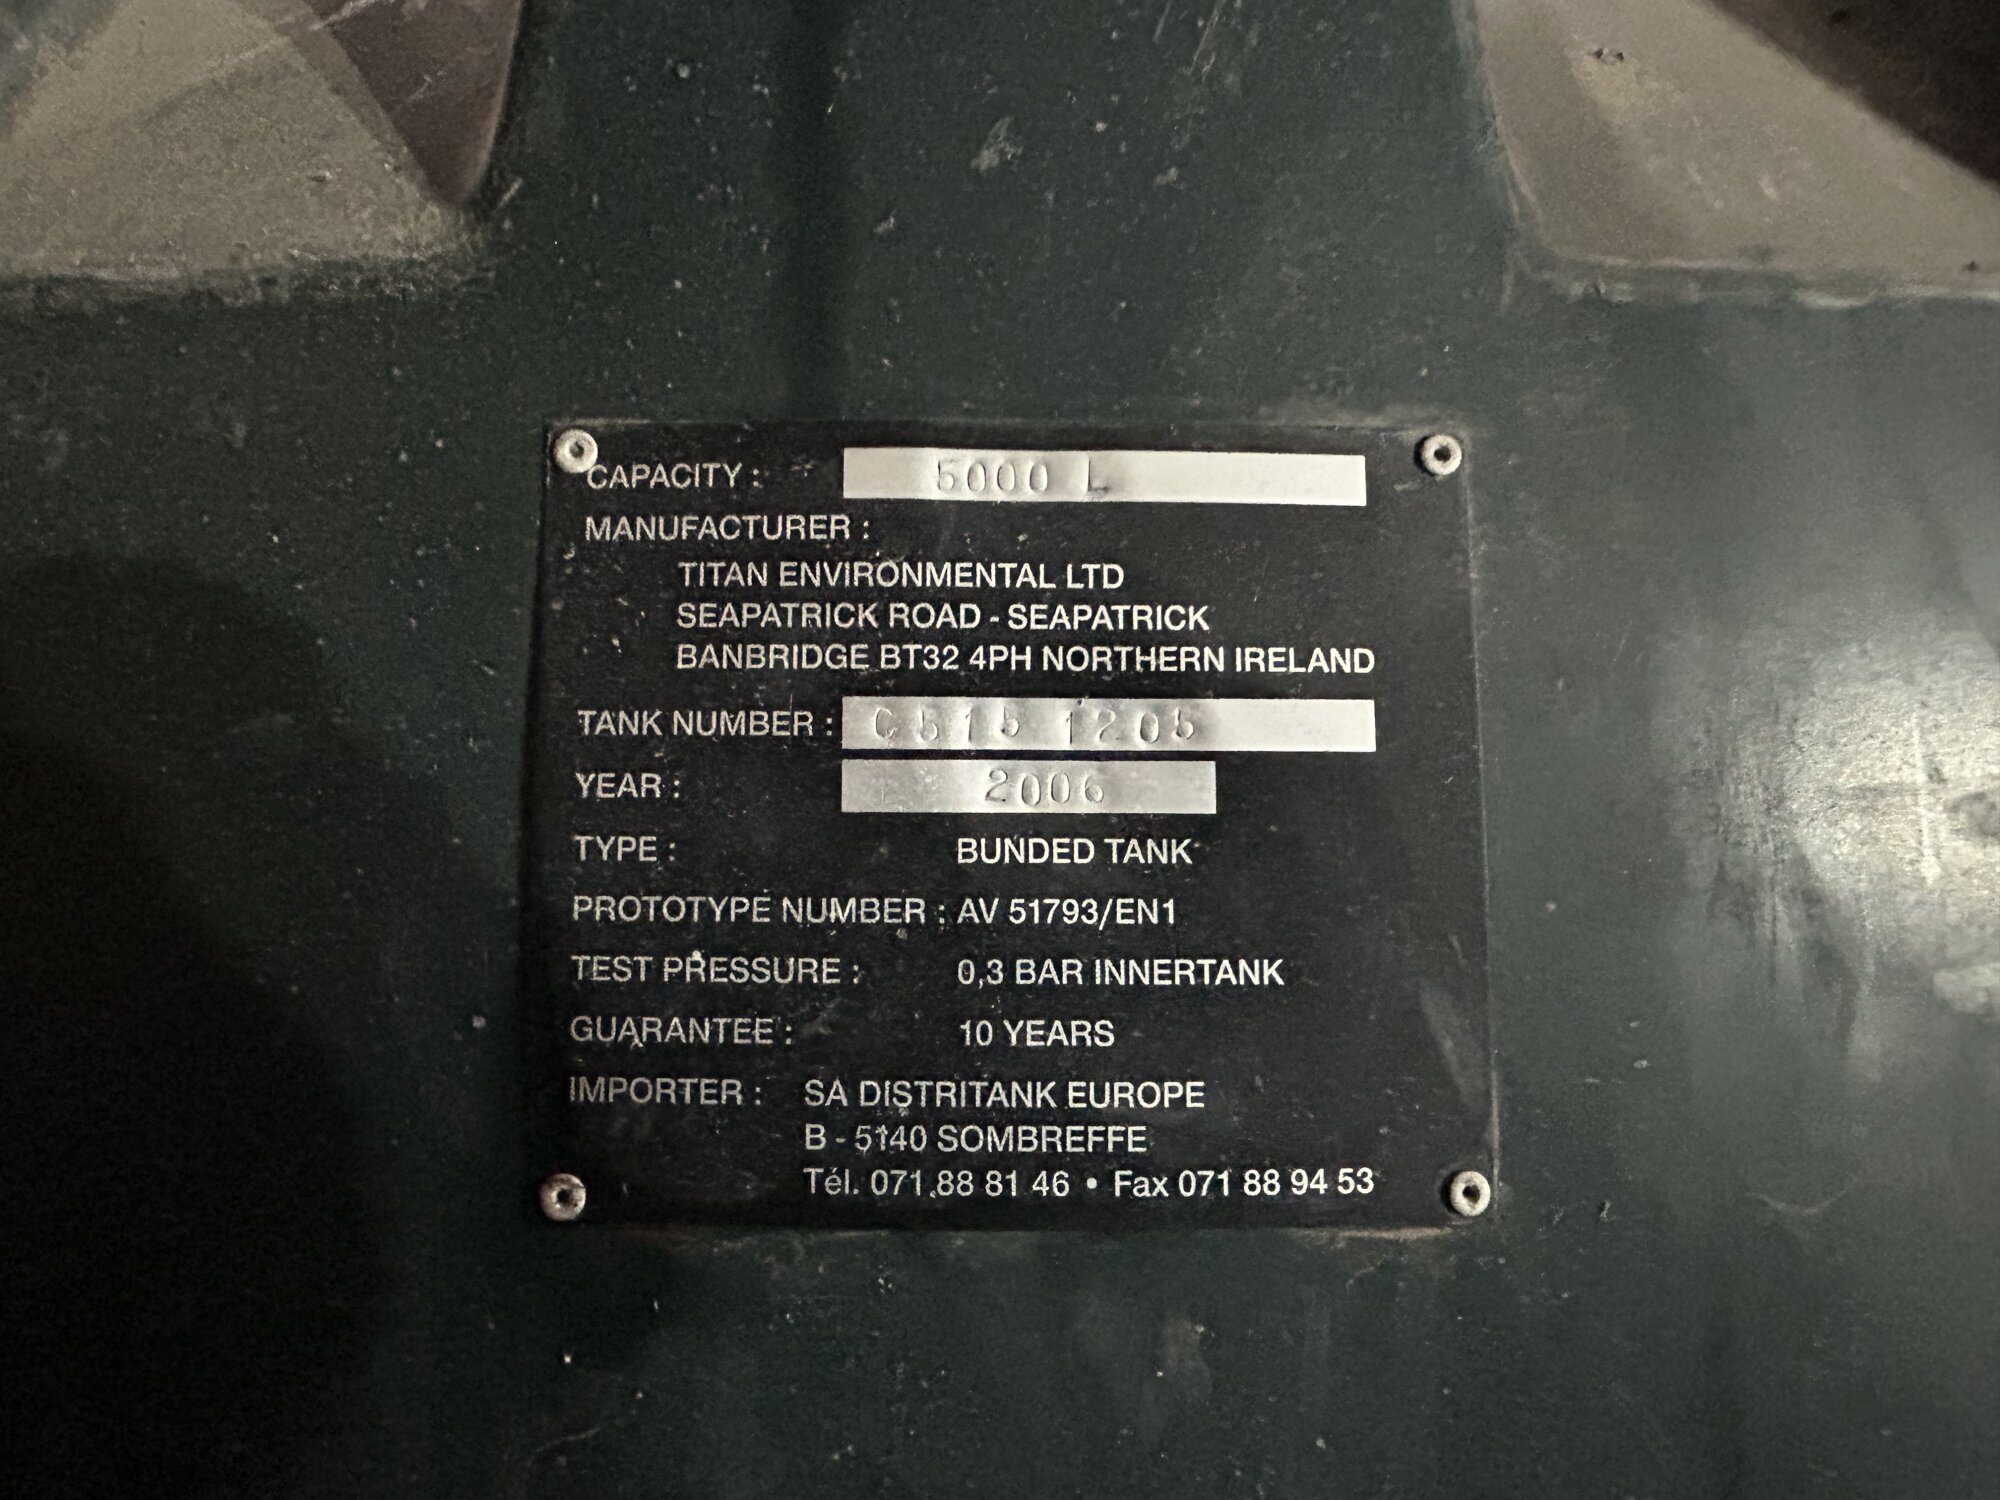 CAPACITY : 5000 L
MANUFACTURER :
TITAN ENVIRONMENTAL LTD
SEAPATRICK ROAD - SEAPATRICK
BANBRIDGE BT32 4PH NORTHERN IRELAND
TANK NUMBER : C515 1205
YEAR : 2006
TYPE : BUNDED TANK
PROTOTYPE NUMBER : AV 51793/EN1
TEST PRESSURE : 0,3 BAR INNERTANK
GUARANTEE : 10 YEARS
IMPORTER : SA DISTRITANK EUROPE
B - 5140 SOMBREFFE
Tél. 071 88 81 46 • Fax 071 88 94 53